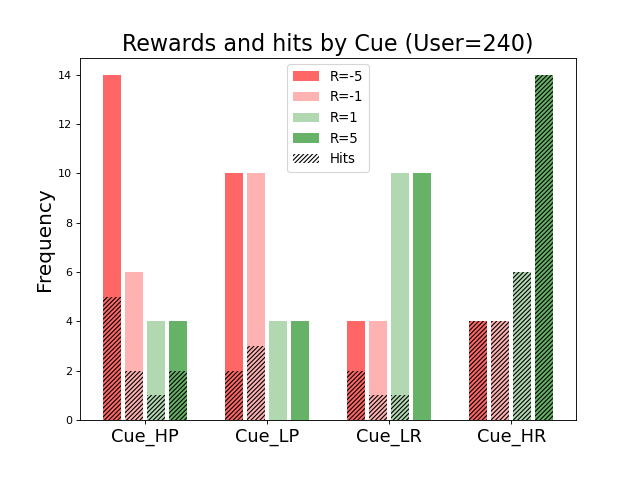 Rewards and hits by Cue (User=240)
R=-5
R=-1
R=1
R=5
Hits
Frequency
14
12
10
8
6
4
2
0
Cue_HP
Cue_LP
Cue_LR
Cue_HR